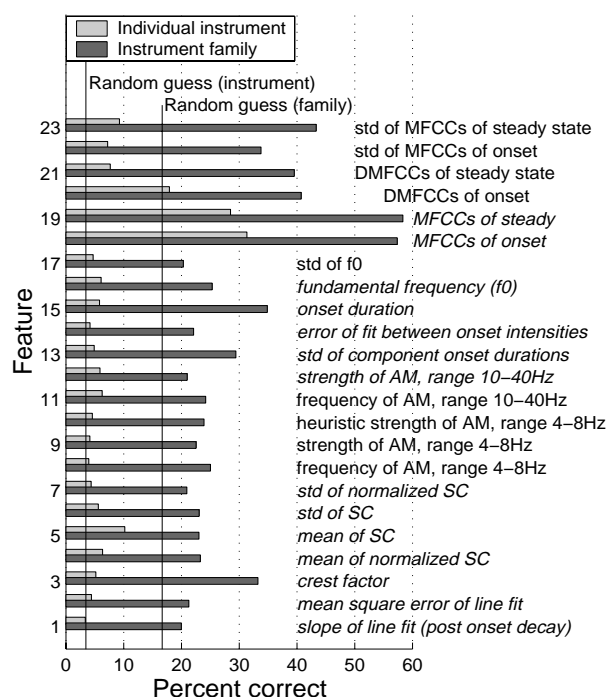 Individual instrument
Instrument family
Random guess (instrument)
Random guess (family)
23 std of MFCCs of steady state
std of MFCCs of onset
21 DMFCCs of steady state
DMFCCs of onset
19 MFCCs of steady
MFCCs of onset
17 std of f0
fundamental frequency (f0)
15 onset duration
error of fit between onset intensities
13 std of component onset durations
strength of AM, range 10−40Hz
11 frequency of AM, range 10−40Hz
heuristic strength of AM, range 4−8Hz
9 strength of AM, range 4−8Hz
frequency of AM, range 4−8Hz
7 std of normalized SC
std of SC
5 mean of SC
mean of normalized SC
3 crest factor
mean square error of line fit
1 slope of line fit (post onset decay)
Feature
0 10 20 30 40 50 60
Percent correct